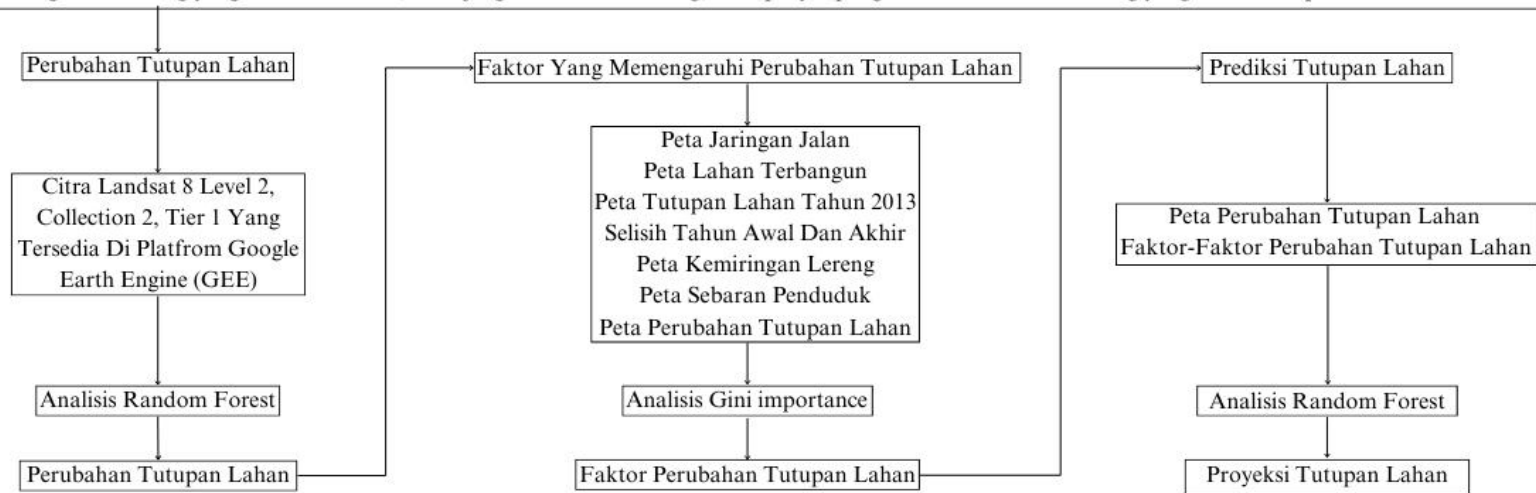 Perubahan Tutupan Lahan
Citra Landsat 8 Level 2,
Collection 2, Tier 1 Yang
Tersedia Di Platfrom Google
Earth Engine (GEE)
Analisis Random Forest
Perubahan Tutupan Lahan
Faktor Yang Memengaruhi Perubahan Tutupan Lahan
Peta Jaringan Jalan
Peta Lahan Terbangun
Peta Tutupan Lahan Tahun 2013
Selisih Tahun Awal Dan Akhir
Peta Kemiringan Lereng
Peta Sebaran Penduduk
Peta Perubahan Tutupan Lahan
Analisis Gini importance
Faktor Perubahan Tutupan Lahan
Prediksi Tutupan Lahan
Peta Perubahan Tutupan Lahan
Faktor-Faktor Perubahan Tutupan Lahan
Analisis Random Forest
Proyeksi Tutupan Lahan